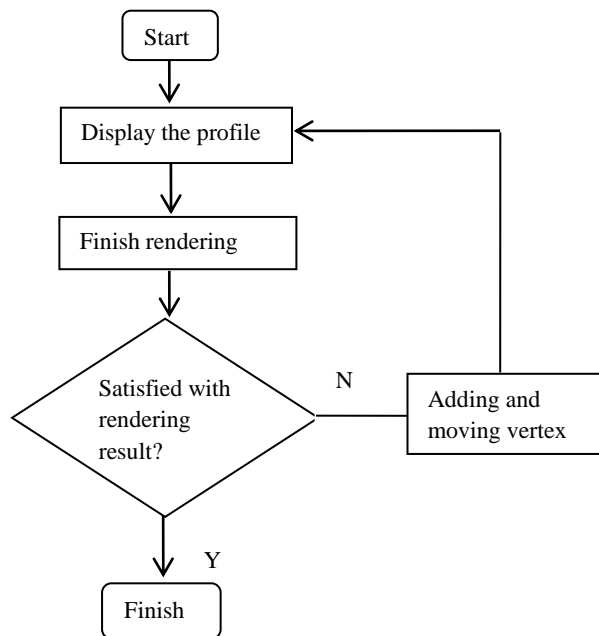 Start
Display the profile
Finish rendering
Satisfied with
rendering
result?
N
Adding and
moving vertex
Y
Finish